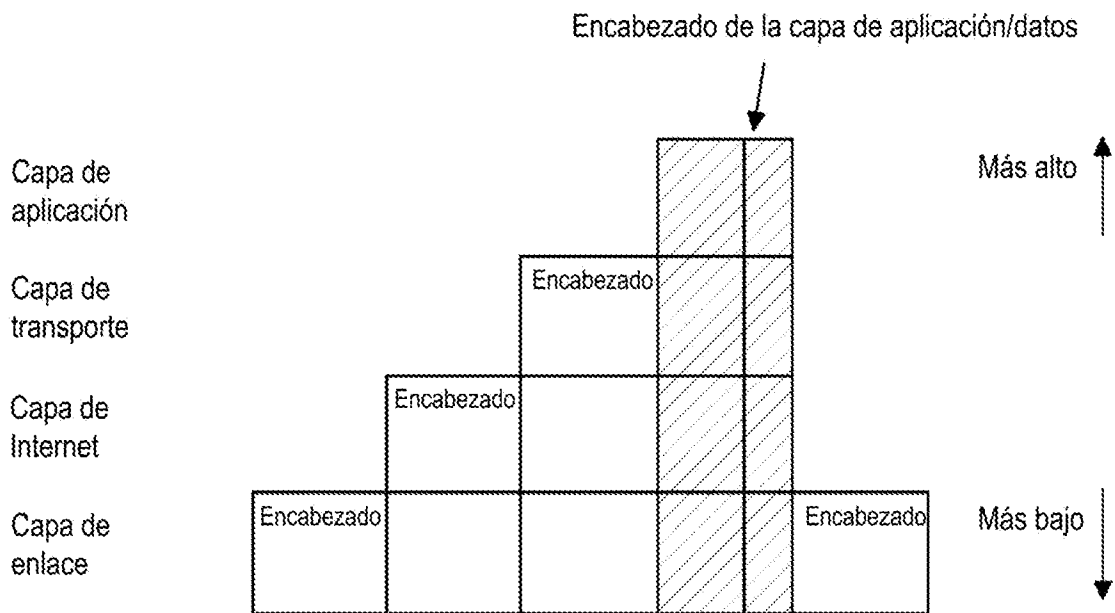 Encabezado de la capa de aplicación/datos
Capa de
aplicación
Más alto
Capa de
transporte
Encabezado
Capa de
Internet
Encabezado
Capa de
enlace
Encabezado
Encabezado
Más bajo